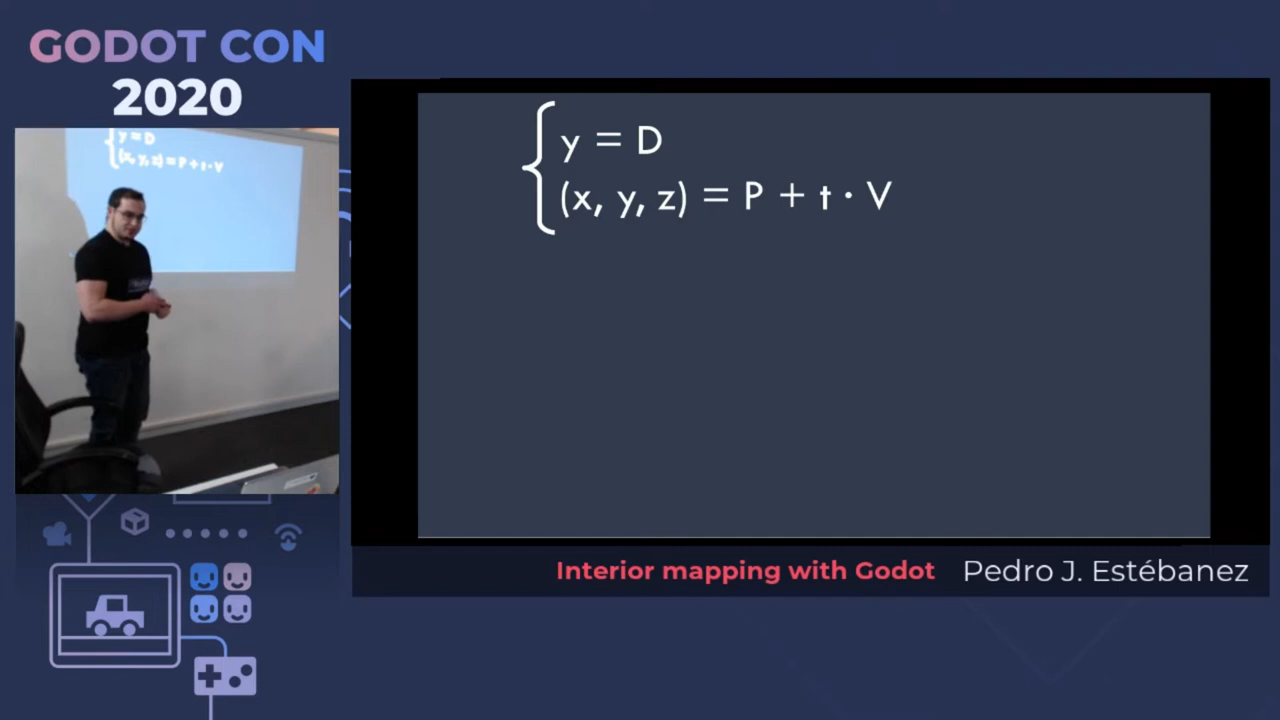 GODOT CON
2020
y = D
(x, y, z) = P + t · V
y = D
(x, y, z) = P + t · V
Interior mapping with Godot
Pedro J. Estébanez